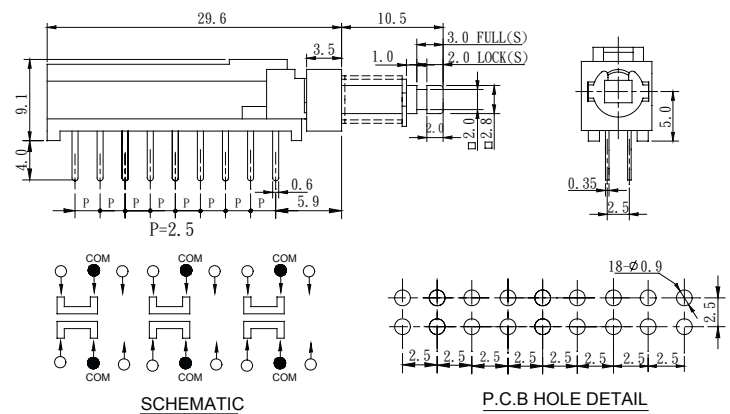 29.6
10.5
3.0 FULL(S)
3.5
1.0
2.0 LOCK(S)
9.1
4.0
2.0
□2.0
□2.8
5.0
0.6
0.35
P P P P P P P P
5.9
2.5
P=2.5
COM COM COM
18-Ø0.9
2.5
COM COM COM
2.5 2.5 2.5 2.5 2.5 2.5 2.5 2.5
SCHEMATIC
P.C.B HOLE DETAIL